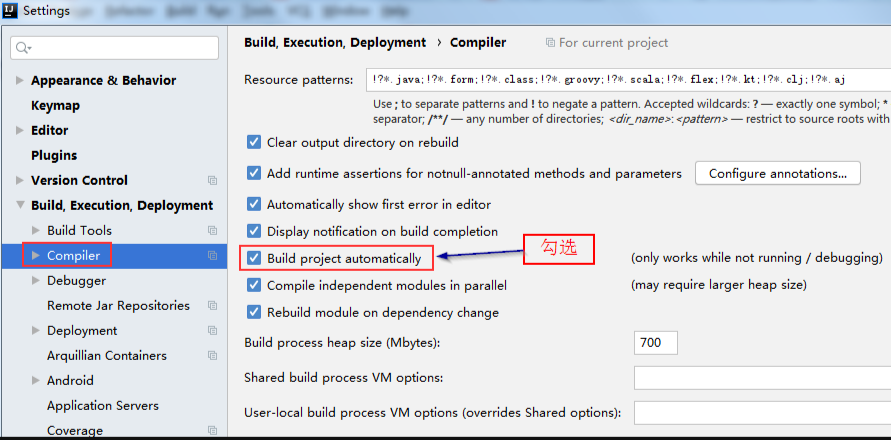 Settings
Build, Execution, Deployment › Compiler
For current project
Appearance & Behavior
Keymap
Editor
Plugins
Version Control
Build, Execution, Deployment
Build Tools
Compiler
Debugger
Remote Jar Repositories
Deployment
Arquillian Containers
Android
Application Servers
Coverage
Resource patterns:
!?*.java;!?*.form;!?*.class;!?*.groovy;!?*.scala;!?*.flex;!?*.kt;!?*.clj;!?*.aj
Use ; to separate patterns and ! to negate a pattern. Accepted wildcards: ? — exactly one symbol; *
separator; /**/ — any number of directories; <dir_name>:<pattern> — restrict to source roots with
Clear output directory on rebuild
Add runtime assertions for notnull-annotated methods and parameters
Configure annotations...
Automatically show first error in editor
Display notification on build completion
Build project automatically
勾选
(only works while not running / debugging)
Compile independent modules in parallel
(may require larger heap size)
Rebuild module on dependency change
Build process heap size (Mbytes):
700
Shared build process VM options:
User-local build process VM options (overrides Shared options):